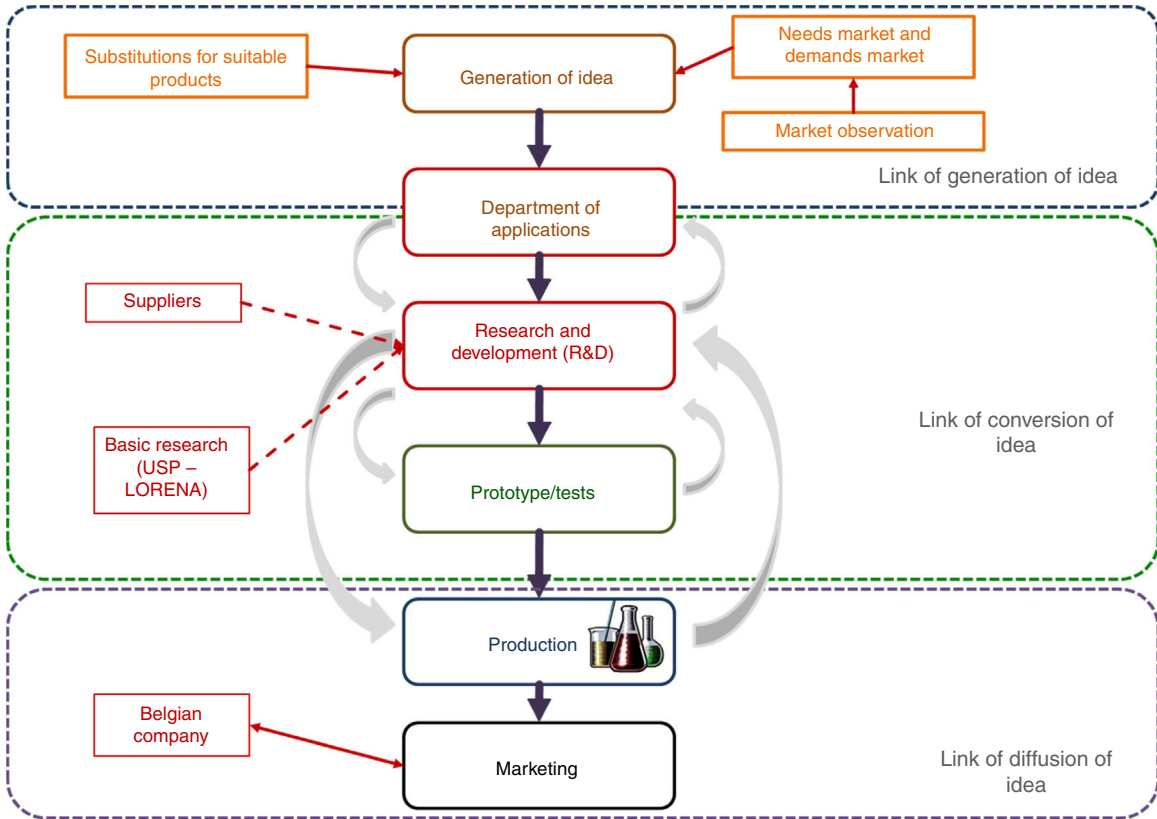 Substitutions for suitable
products
Generation of idea
Needs market and
demands market
Market observation
Link of generation of idea
Department of
applications
Suppliers
Research and
development (R&D)
Link of conversion of
idea
Basic research
(USP –
LORENA)
Prototype/tests
Production
Belgian
company
Marketing
Link of diffusion of
idea